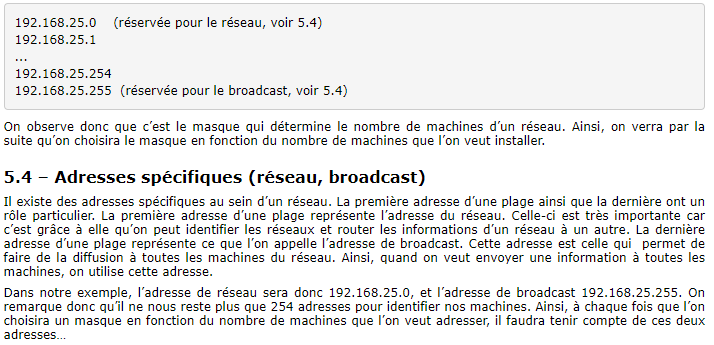 192.168.25.0 (réservée pour le réseau, voir 5.4)
192.168.25.1
...
192.168.25.254
192.168.25.255 (réservée pour le broadcast, voir 5.4)
On observe donc que c’est le masque qui détermine le nombre de machines d’un réseau. Ainsi, on verra par la
suite qu’on choisira le masque en fonction du nombre de machines que l’on veut installer.
5.4 – Adresses spécifiques (réseau, broadcast)
Il existe des adresses spécifiques au sein d’un réseau. La première adresse d’une plage ainsi que la dernière ont un
rôle particulier. La première adresse d’une plage représente l’adresse du réseau. Celle-ci est très importante car
c’est grâce à elle qu’on peut identifier les réseaux et router les informations d’un réseau à un autre. La dernière
adresse d’une plage représente ce que l’on appelle l’adresse de broadcast. Cette adresse est celle qui permet de
faire de la diffusion à toutes les machines du réseau. Ainsi, quand on veut envoyer une information à toutes les
machines, on utilise cette adresse.
Dans notre exemple, l’adresse de réseau sera donc 192.168.25.0, et l’adresse de broadcast 192.168.25.255. On
remarque donc qu’il ne nous reste plus que 254 adresses pour identifier nos machines. Ainsi, à chaque fois que l’on
choisira un masque en fonction du nombre de machines que l’on veut adresser, il faudra tenir compte de ces deux
adresses…